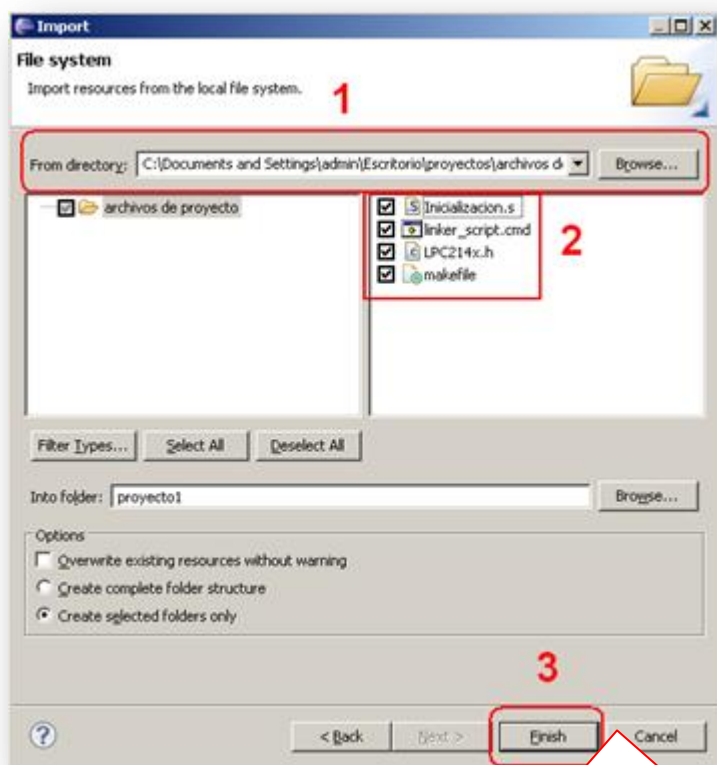 Import
File system
Import resources from the local file system.
1
From directory: C:\Documents and Settings\admin\Escritorio\proyectos\archivos d Browse...
archivos de proyecto
Inicializacion.s
linker_script.cmd
LPC214x.h
makefile
2
Filter Types... Select All Deselect All
Into folder: proyecto1 Browse...
Options
Overwrite existing resources without warning
Create complete folder structure
Create selected folders only
3
? < Back Next > Finish Cancel